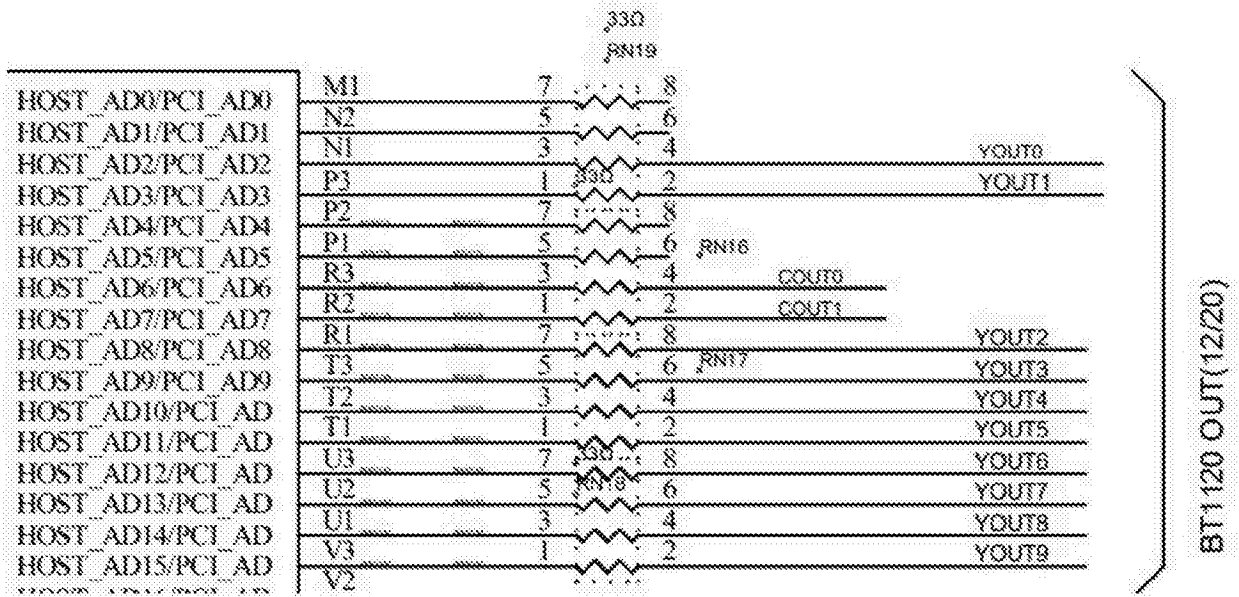 33Ω
RN19
HOST_AD0/PCI_AD0 M1 7 8
HOST_AD1/PCI_AD1 N2 5 6
HOST_AD2/PCI_AD2 N1 3 4 YOUT0
HOST_AD3/PCI_AD3 P3 1 33Ω 2 YOUT1
HOST_AD4/PCI_AD4 P2 7 8
HOST_AD5/PCI_AD5 P1 5 6 RN16
HOST_AD6/PCI_AD6 R3 3 4 COUT0
HOST_AD7/PCI_AD7 R2 1 2 COUT1
HOST_AD8/PCI_AD8 R1 7 8 YOUT2
HOST_AD9/PCI_AD9 T3 5 6 RN17 YOUT3
HOST_AD10/PCI_AD T2 3 4 YOUT4
HOST_AD11/PCI_AD T1 1 2 YOUT5
HOST_AD12/PCI_AD U3 7 33Ω 8 YOUT6
HOST_AD13/PCI_AD U2 5 RN18 6 YOUT7
HOST_AD14/PCI_AD U1 3 4 YOUT8
HOST_AD15/PCI_AD V3 1 2 YOUT9
V2
BT1120 OUT(12/20)